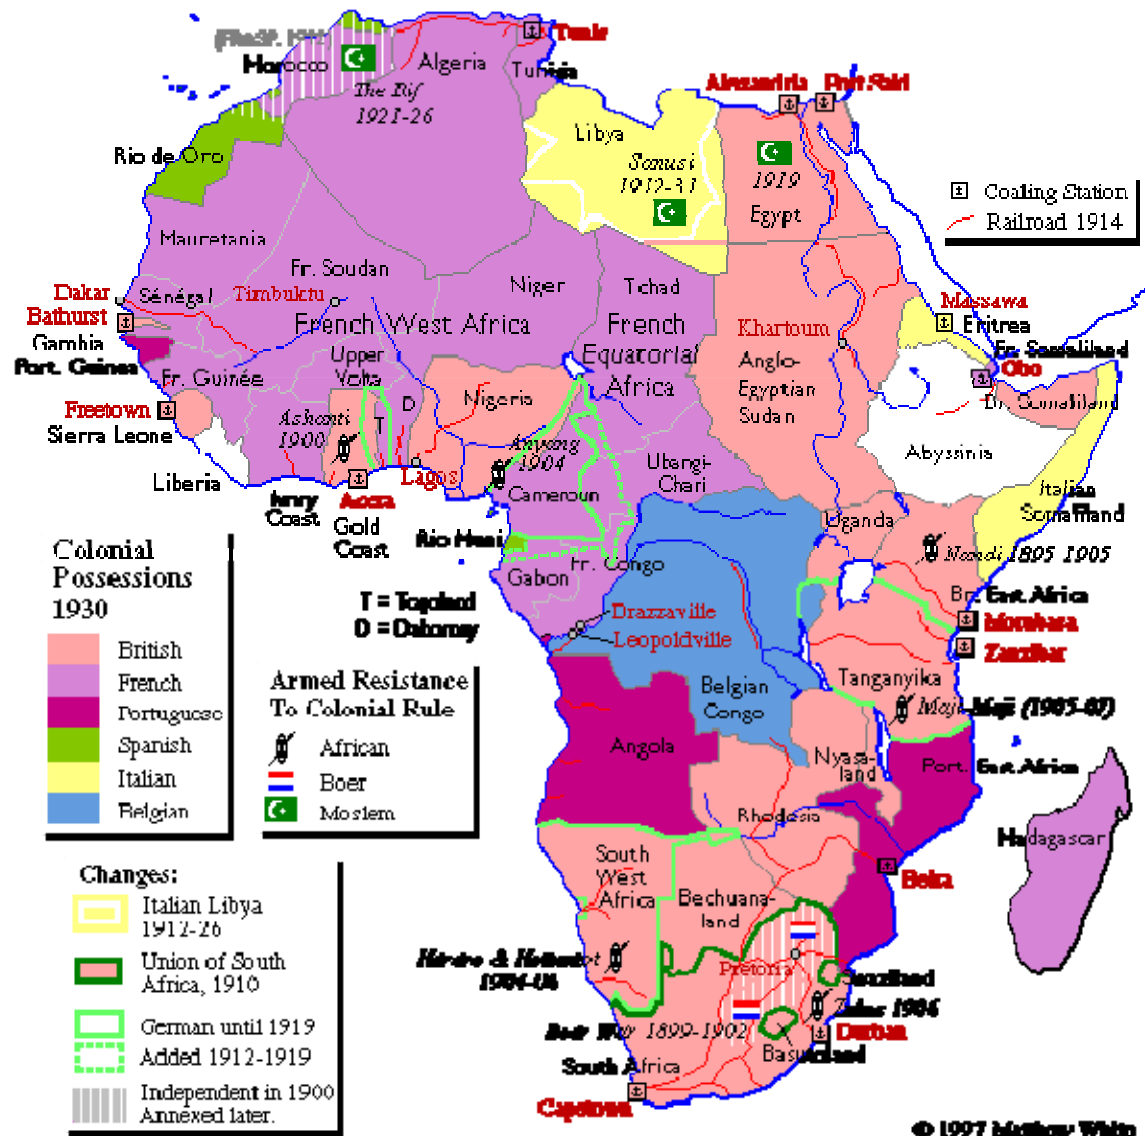 Morocco
The Rif
1921-26
Algeria
Tunisia
Tunis
Alexandria
Port Said
Libya
Sanusi
1912-31
1919
Egypt
Coaling Station
Railroad 1914
Rio de Oro
Mauretania
Fr. Soudan
Niger
Tchad
Dakar
Sénégal
Timbuktu
Bathurst
Gambia
French West Africa
French
Equatorial
Africa
Khartoum
Massawa
Eritrea
Port. Guinea
Fr. Guinée
Upper
Volta
Anglo-
Egyptian
Sudan
Fr. Somaliland
Obo
Br. Somaliland
Freetown
Sierra Leone
Ashanti
1900
T
D
Nigeria
Anyang
1904
Abyssinia
Liberia
Ivory
Coast
Accra
Gold
Coast
Lagos
Cameroun
Ubangi-
Chari
Italian
Somaliland
Uganda
Nandi 1895-1905
Rio Muni
Gabon
Fr. Congo
Br. East Africa
T = Togoland
D = Dahomey
Brazzaville
Leopoldville
Mombasa
Zanzibar
Belgian
Congo
Tanganyika
Maji-Maji (1905-07)
Angola
Nyasa-
land
Port. East Africa
Rhodesia
Madagascar
South
West
Africa
Bechuana-
land
Beira
Herero & Hottentot
Pretoria
Swaziland
Zulus 1906
Boer War 1899-1902
Basutoland
Durban
South Africa
Capetown
Colonial
Possessions
1930
British
French
Portuguese
Spanish
Italian
Belgian
Armed Resistance
To Colonial Rule
African
Boer
Moslem
Changes:
Italian Libya
1912-26
Union of South
Africa, 1910
German until 1919
Added 1912-1919
Independent in 1900
Annexed later.
© 1997 Matthew White